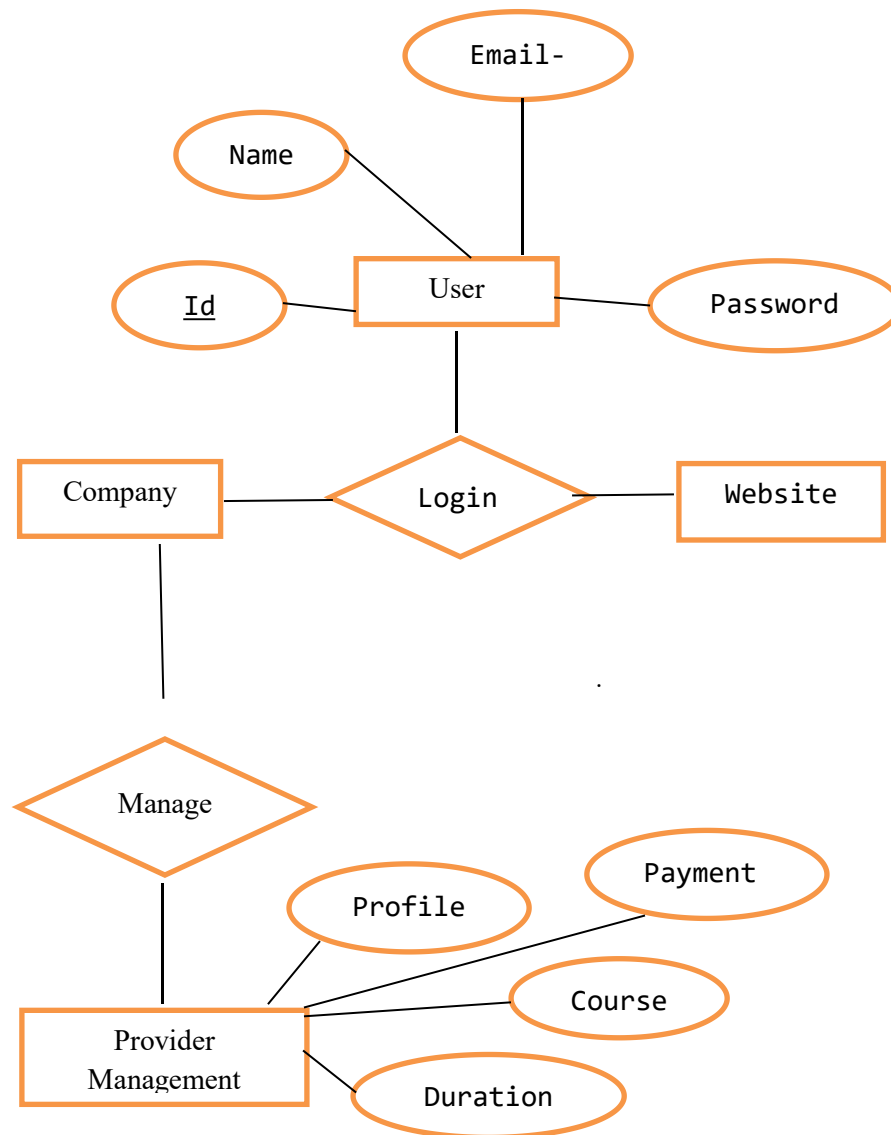 Email-
Name
User
Id
Password
Company
Login
Website
.
Manage
Payment
Profile
Course
Provider
Management
Duration